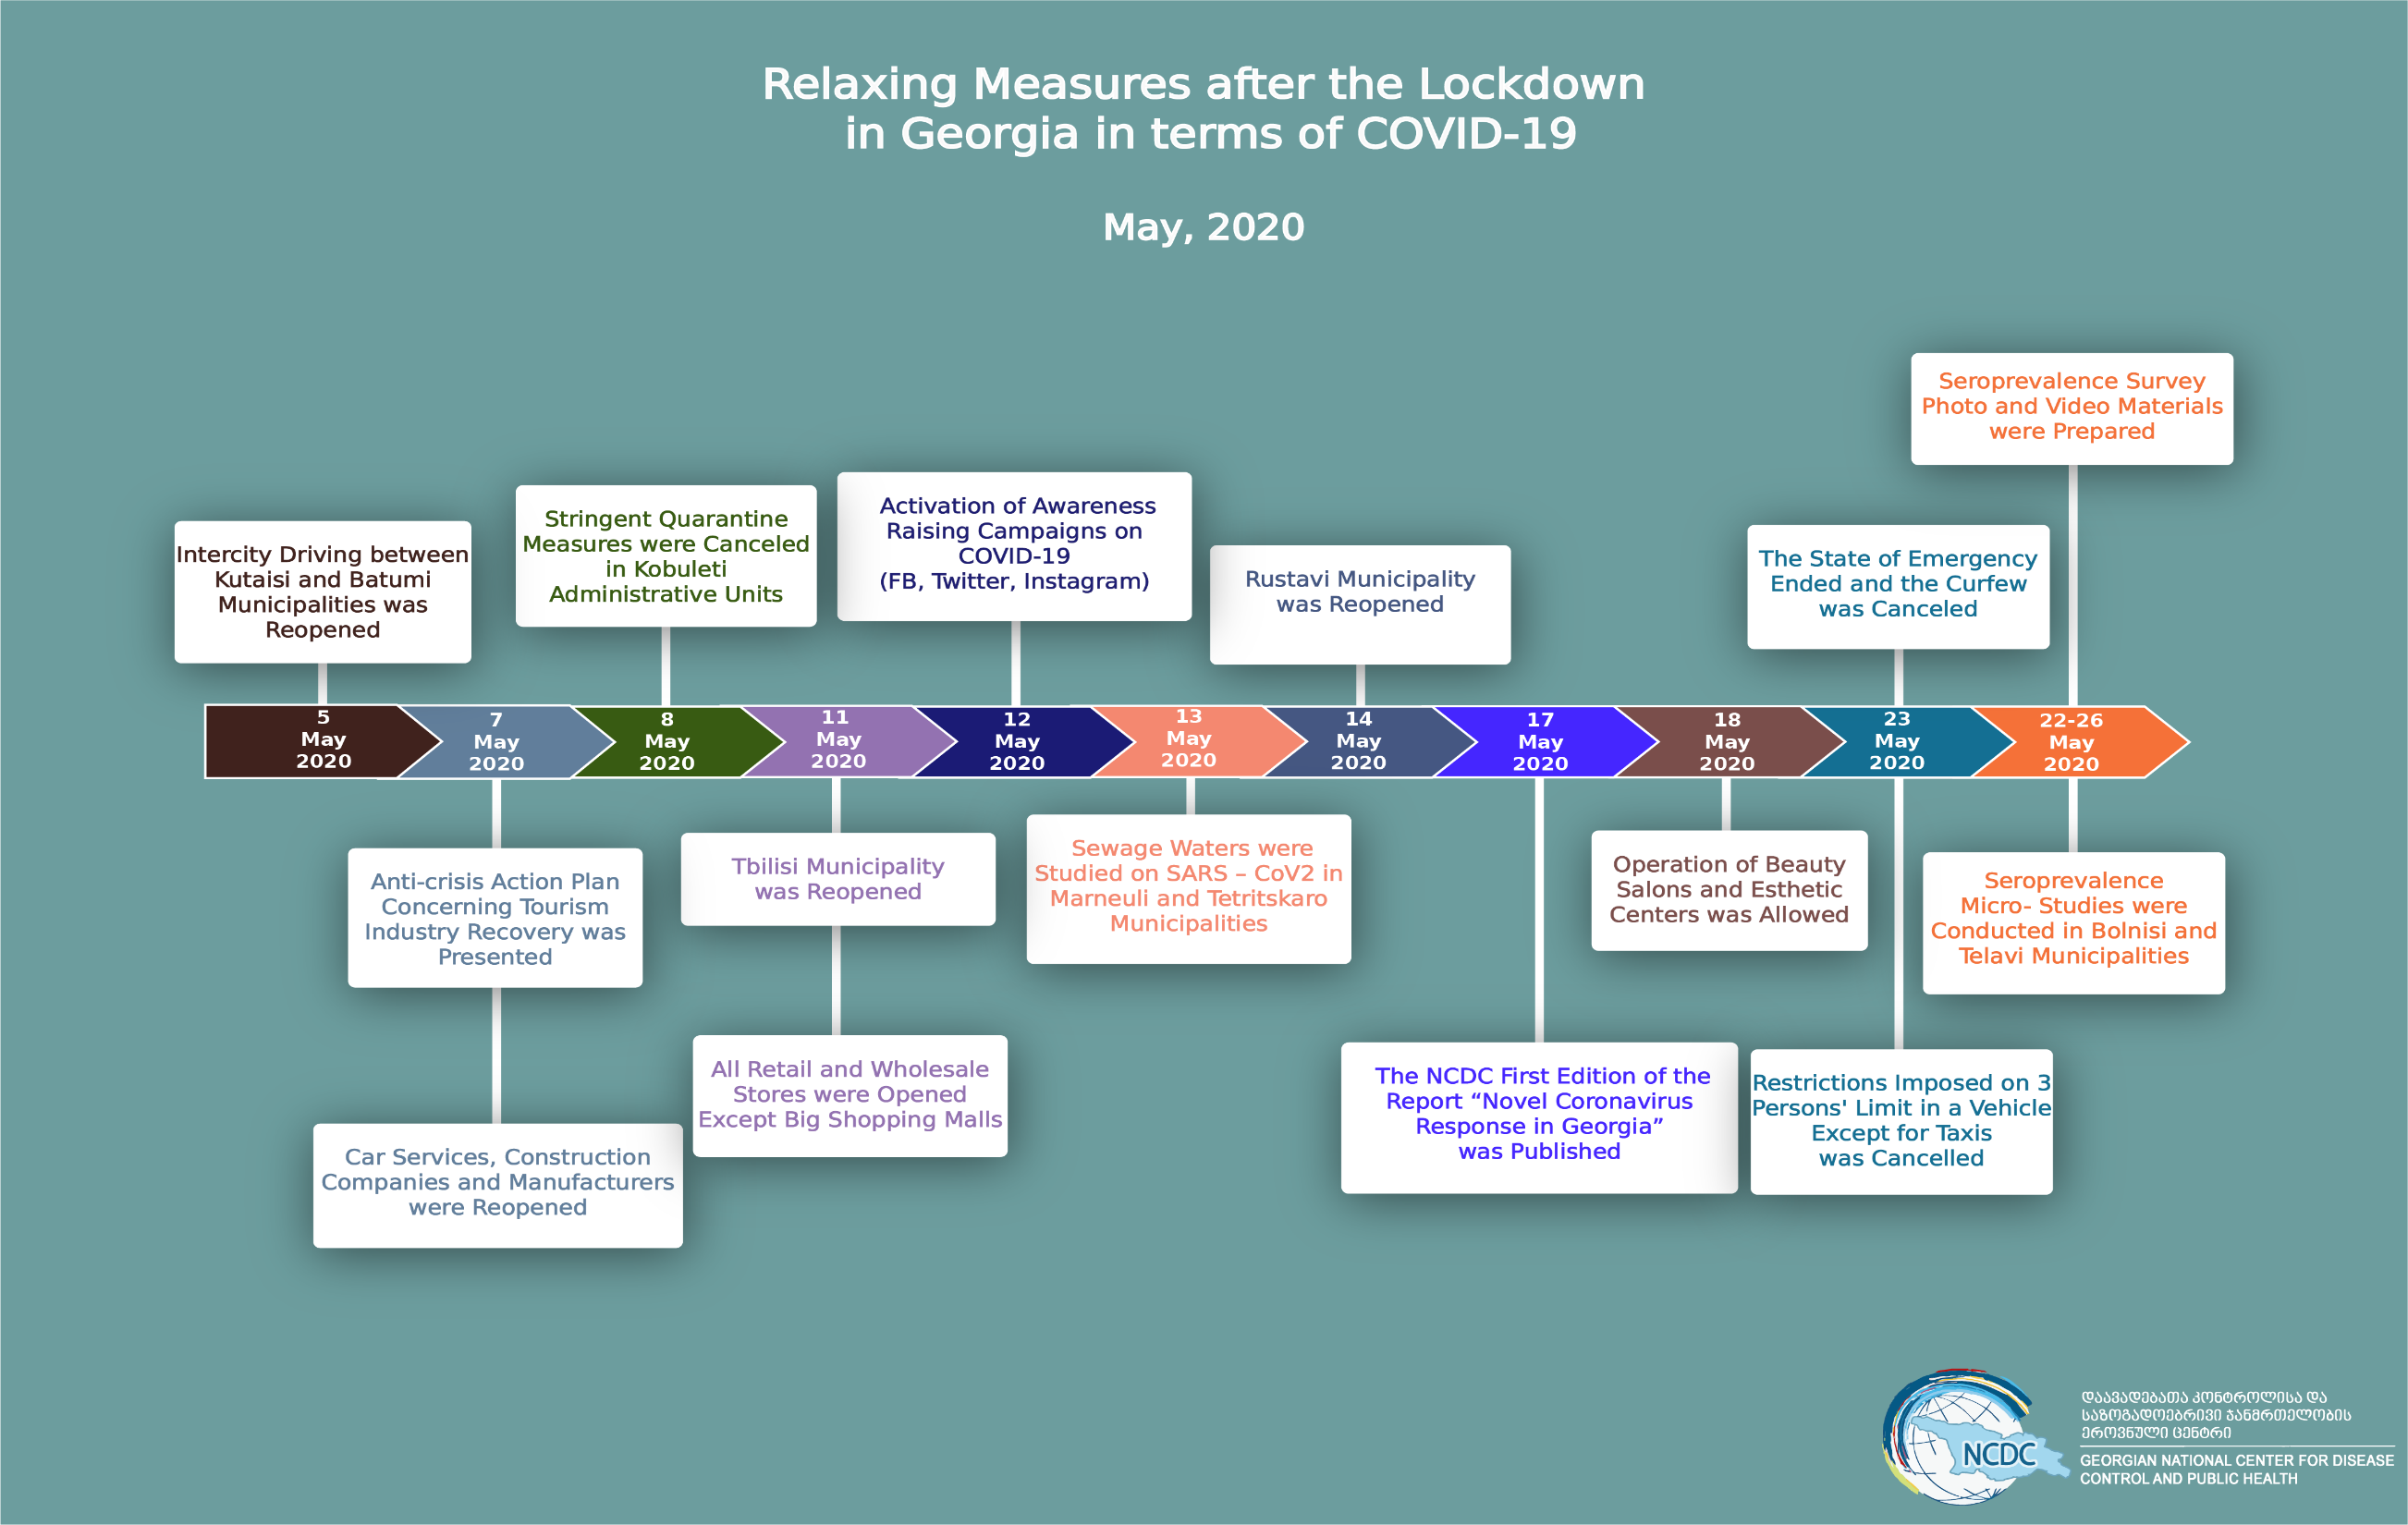 Relaxing Measures after the Lockdown
in Georgia in terms of COVID-19
May, 2020
Seroprevalence Survey
Photo and Video Materials
were Prepared
Intercity Driving between
Kutaisi and Batumi
Municipalities was
Reopened
Stringent Quarantine
Measures were Canceled
in Kobuleti
Administrative Units
Activation of Awareness
Raising Campaigns on
COVID-19
(FB, Twitter, Instagram)
Rustavi Municipality
was Reopened
The State of Emergency
Ended and the Curfew
was Canceled
5
May
2020
7
May
2020
8
May
2020
11
May
2020
12
May
2020
13
May
2020
14
May
2020
17
May
2020
18
May
2020
23
May
2020
22-26
May
2020
Anti-crisis Action Plan
Concerning Tourism
Industry Recovery was
Presented
Tbilisi Municipality
was Reopened
Sewage Waters were
Studied on SARS – CoV2 in
Marneuli and Tetritskaro
Municipalities
Operation of Beauty
Salons and Esthetic
Centers was Allowed
Seroprevalence
Micro- Studies were
Conducted in Bolnisi and
Telavi Municipalities
Car Services, Construction
Companies and Manufacturers
were Reopened
All Retail and Wholesale
Stores were Opened
Except Big Shopping Malls
The NCDC First Edition of the
Report “Novel Coronavirus
Response in Georgia”
was Published
Restrictions Imposed on 3
Persons' Limit in a Vehicle
Except for Taxis
was Cancelled
NCDC
დაავადებათა კონტროლისა და
საზოგადოებრივი ჯანმრთელობის
ეროვნული ცენტრი
GEORGIAN NATIONAL CENTER FOR DISEASE
CONTROL AND PUBLIC HEALTH